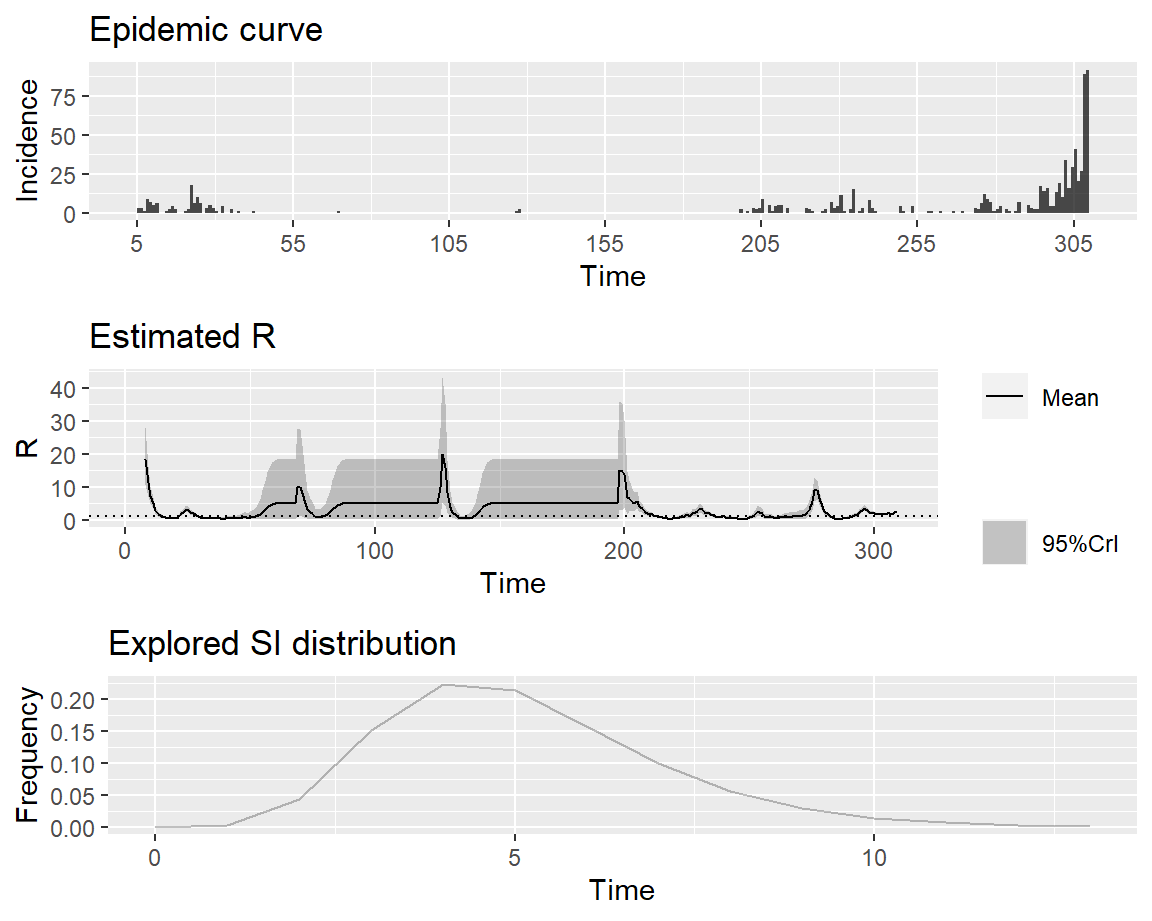 Epidemic curve
75
50
25
0
Incidence
5 55 105 155 205 255 305
Time
Estimated R
40
30
20
10
0
R
0 100 200 300
Time
Mean
95%CrI
Explored SI distribution
0.20
0.15
0.10
0.05
0.00
Frequency
0 5 10
Time